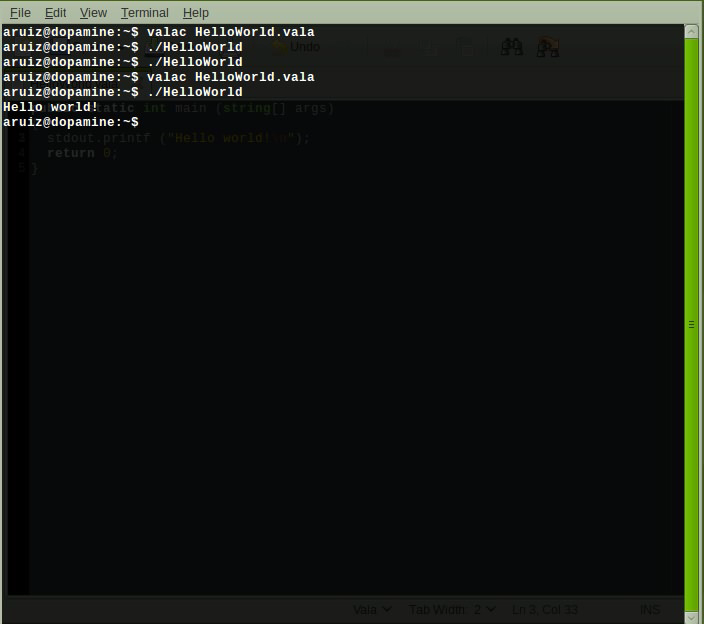 File Edit View Terminal Help
aruiz@dopamine:~$ valac HelloWorld.vala
aruiz@dopamine:~$ ./HelloWorld
aruiz@dopamine:~$ ./HelloWorld
aruiz@dopamine:~$ valac HelloWorld.vala
aruiz@dopamine:~$ ./HelloWorld
Hello world!
aruiz@dopamine:~$
Undo
static int main (string[] args)
3 stdout.printf ("Hello world!\n");
4 return 0;
5 }
Vala Tab Width: 2 Ln 3, Col 33 INS